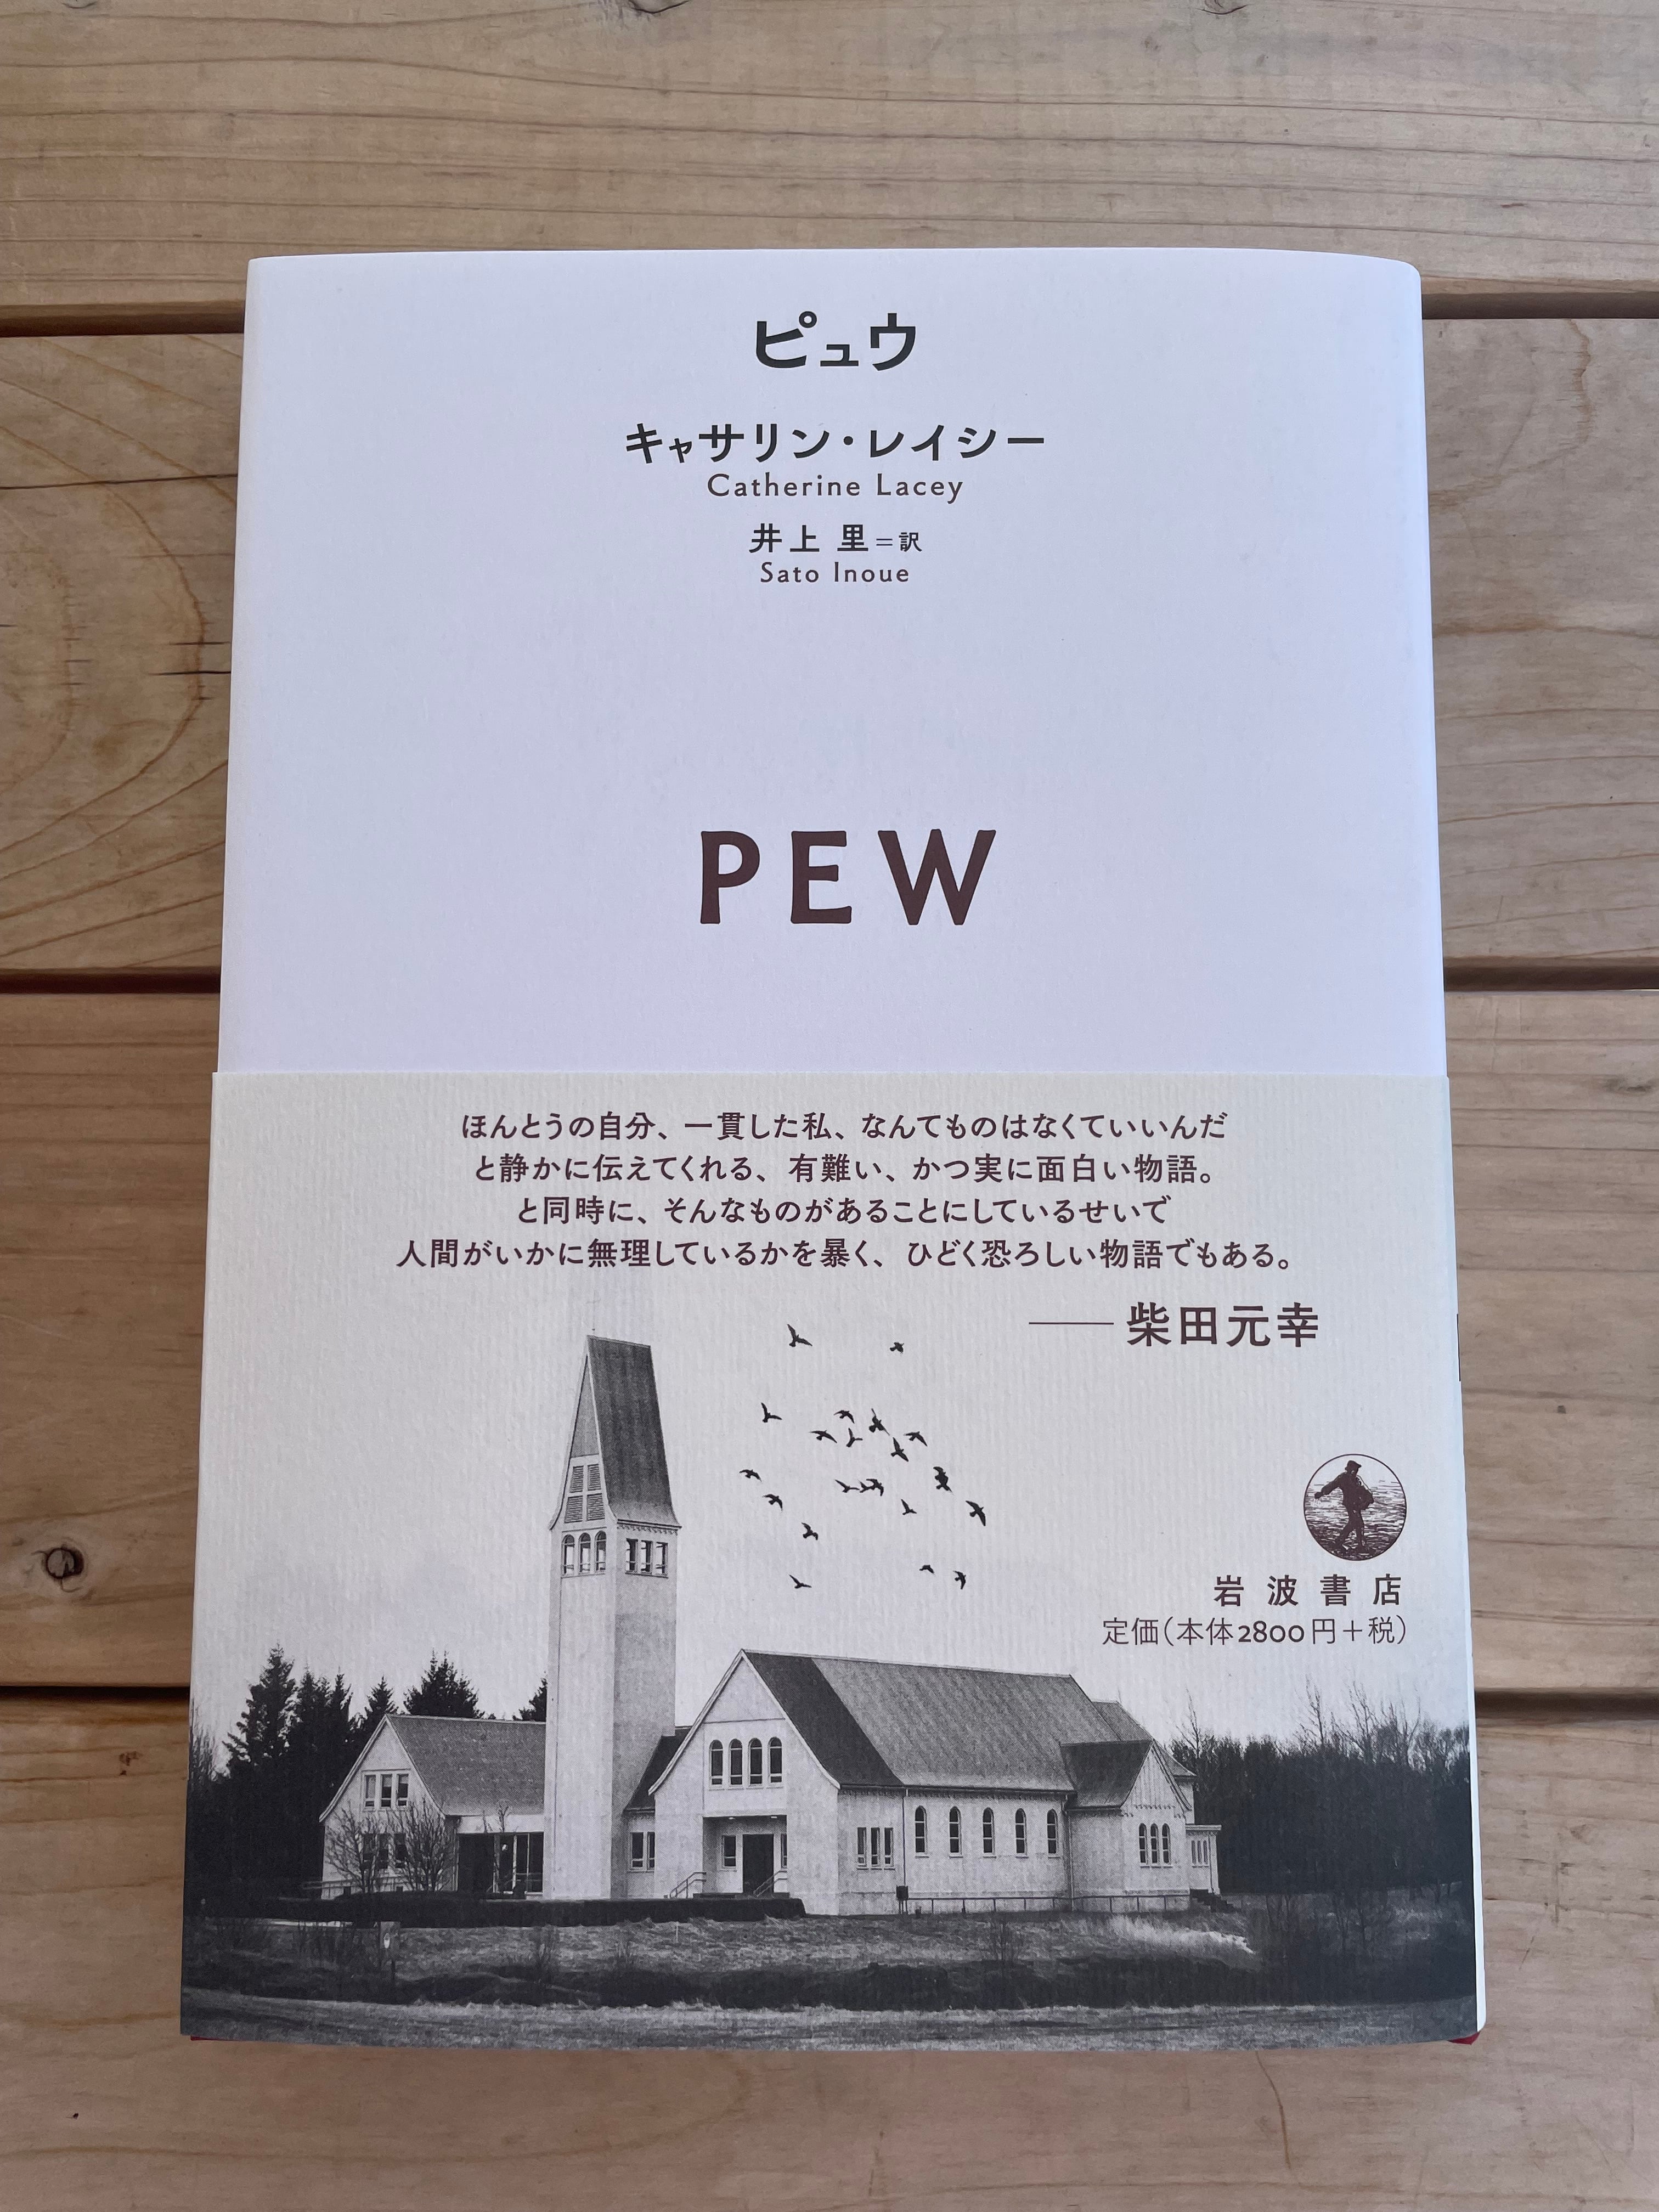 ピュウ
キャサリン・レイシー
Catherine Lacey
井上 里=訳
Sato Inoue
PEW
ほんとうの自分、一貫した私、なんてものはなくていいんだ
と静かに伝えてくれる、有難い、かつ実に面白い物語。
と同時に、そんなものがあることにしているせいで
人間がいかに無理しているかを暴く、ひどく恐ろしい物語でもある。
――柴田元幸
岩波書店
定価(本体2800円+税)